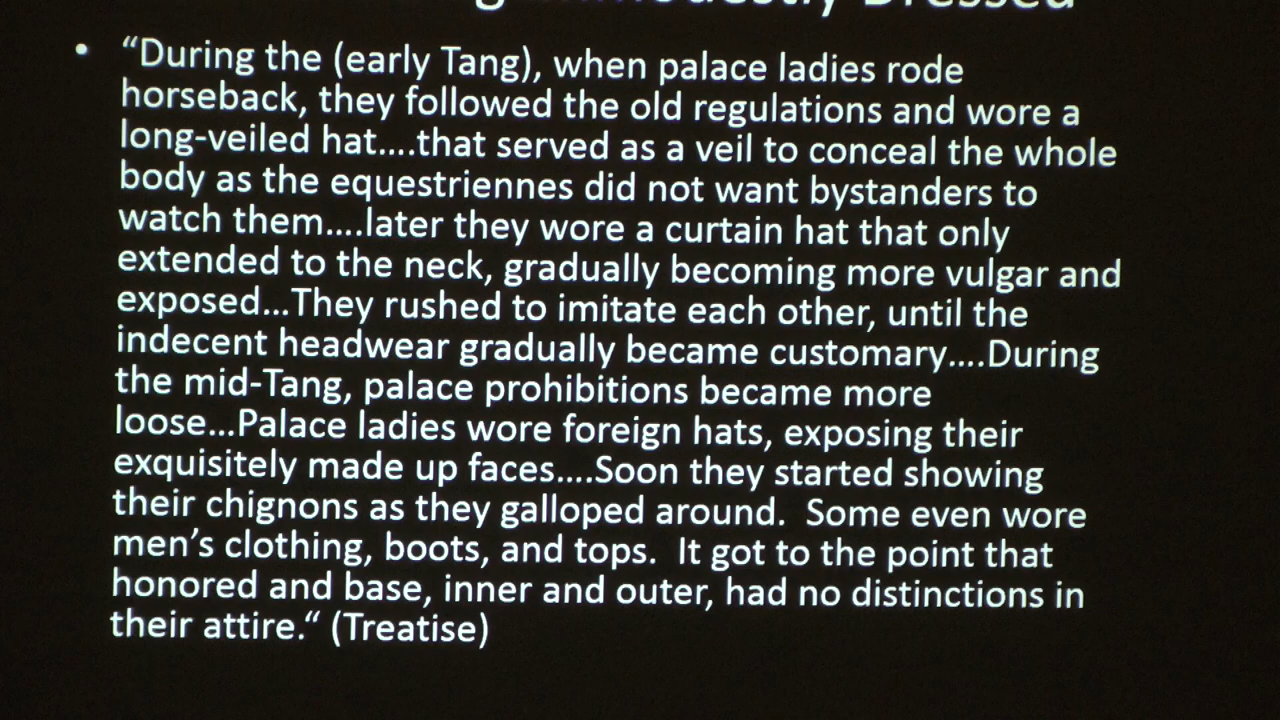 Dressed
• “During the (early Tang), when palace ladies rode
horseback, they followed the old regulations and wore a
long-veiled hat....that served as a veil to conceal the whole
body as the equestriennes did not want bystanders to
watch them....later they wore a curtain hat that only
extended to the neck, gradually becoming more vulgar and
exposed...They rushed to imitate each other, until the
indecent headwear gradually became customary....During
the mid-Tang, palace prohibitions became more
loose...Palace ladies wore foreign hats, exposing their
exquisitely made up faces....Soon they started showing
their chignons as they galloped around.  Some even wore
men’s clothing, boots, and tops.  It got to the point that
honored and base, inner and outer, had no distinctions in
their attire.“ (Treatise)